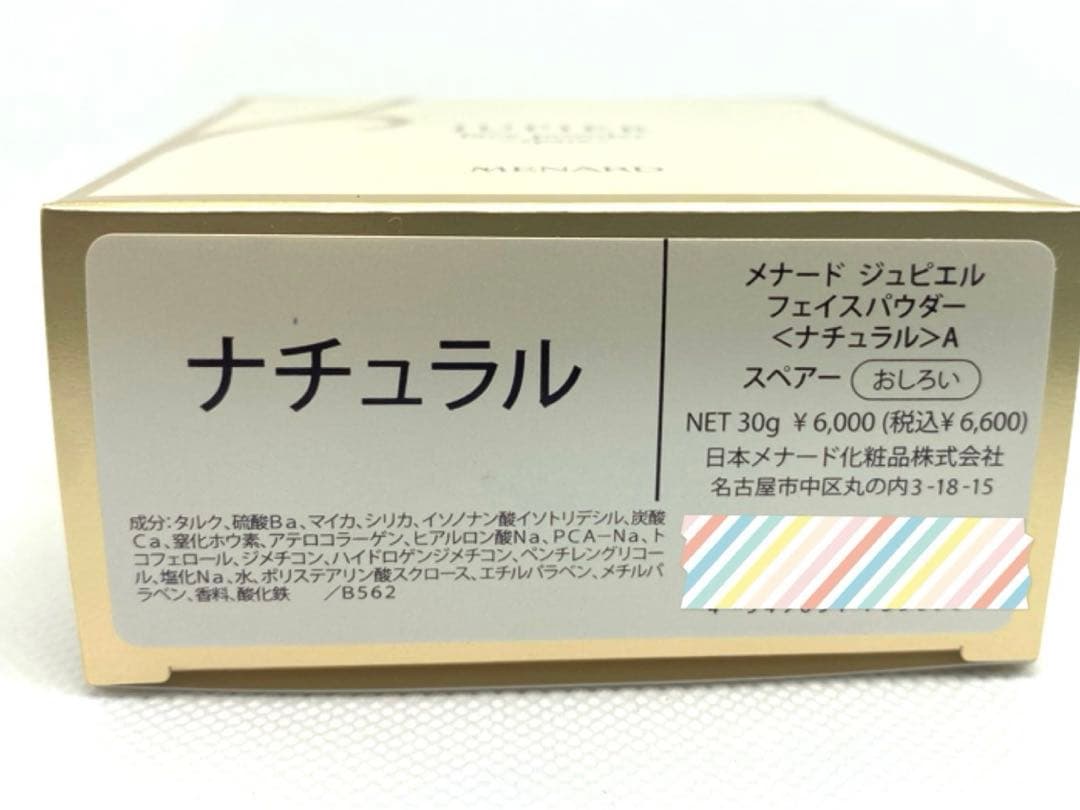 JUPIER
MENARD
ナチュラル
メナード ジュピエル
フェイスパウダー
<ナチュラル>A
スペアー おしろい
NET 30g ¥6,000 (税込¥6,600)
日本メナード化粧品株式会社
名古屋市中区丸の内3-18-15
成分:タルク、硫酸Ba、マイカ、シリカ、イソノナン酸イソトリデシル、炭酸
Ca、窒化ホウ素、アテロコラーゲン、ヒアルロン酸Na、PCA-Na、ト
コフェロール、ジメチコン、ハイドロゲンジメチコン、ペンチレングリコー
ル、塩化Na、水、ポリステアリン酸スクロース、エチルパラベン、メチルパ
ラベン、香料、酸化鉄 /B562